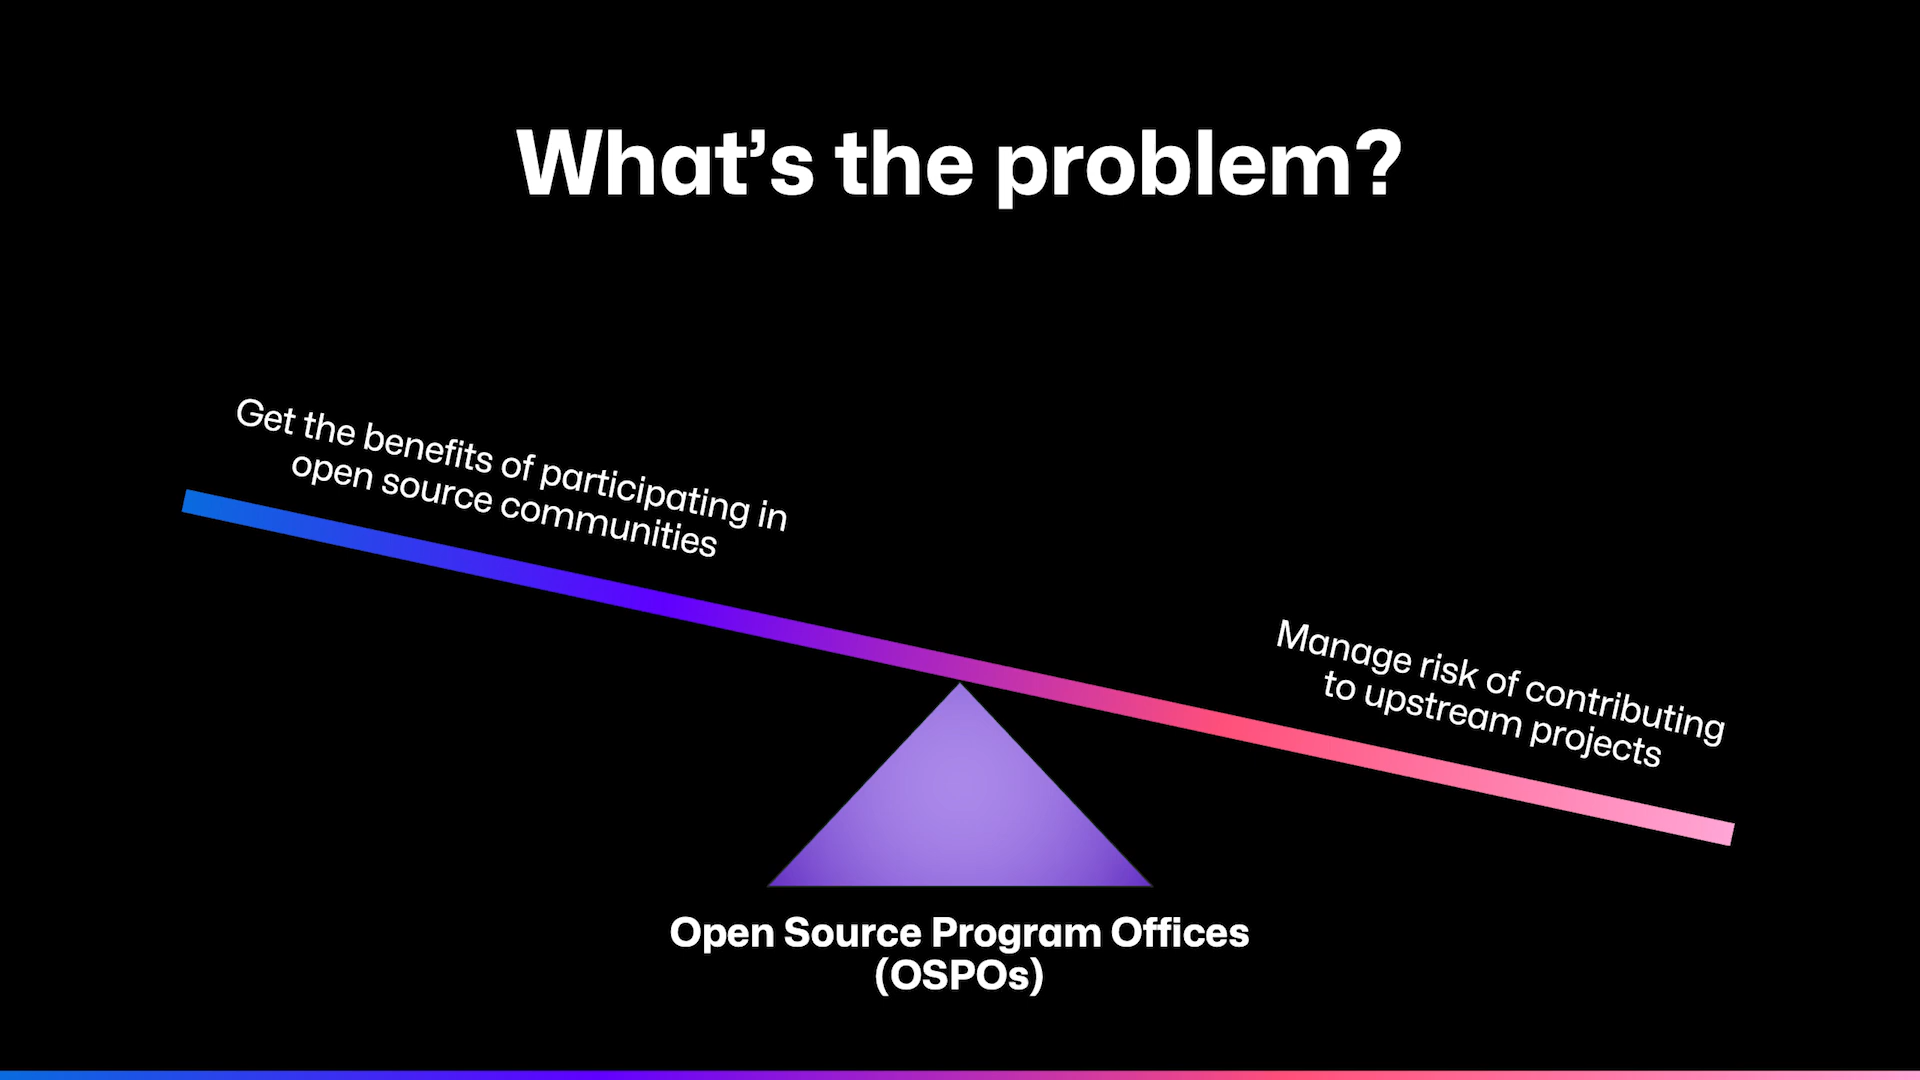 What’s the problem?
Get the benefits of participating in
open source communities
Manage risk of contributing
to upstream projects
Open Source Program Offices
(OSPOs)